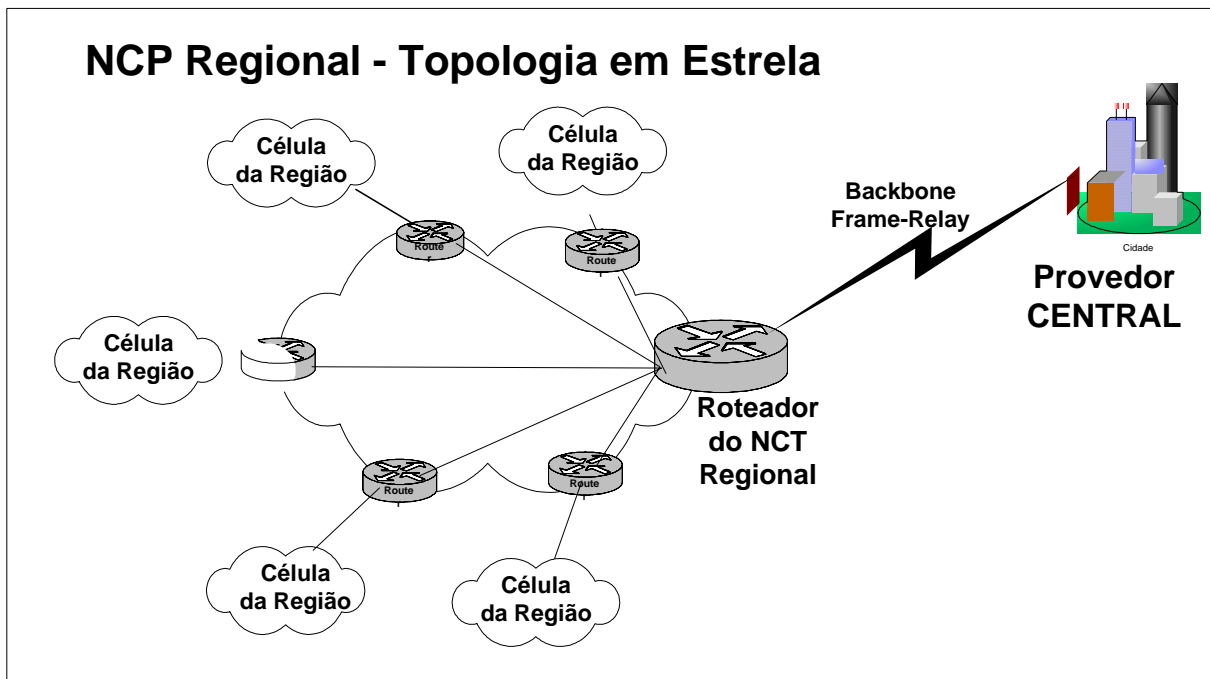 NCP Regional - Topologia em Estrela
Célula
da Região
Célula
da Região
Backbone
Frame-Relay
Cidade
Provedor
CENTRAL
Route
r
Route
Célula
da Região
Roteador
do NCT
Regional
Route
Route
Célula
da Região
Célula
da Região